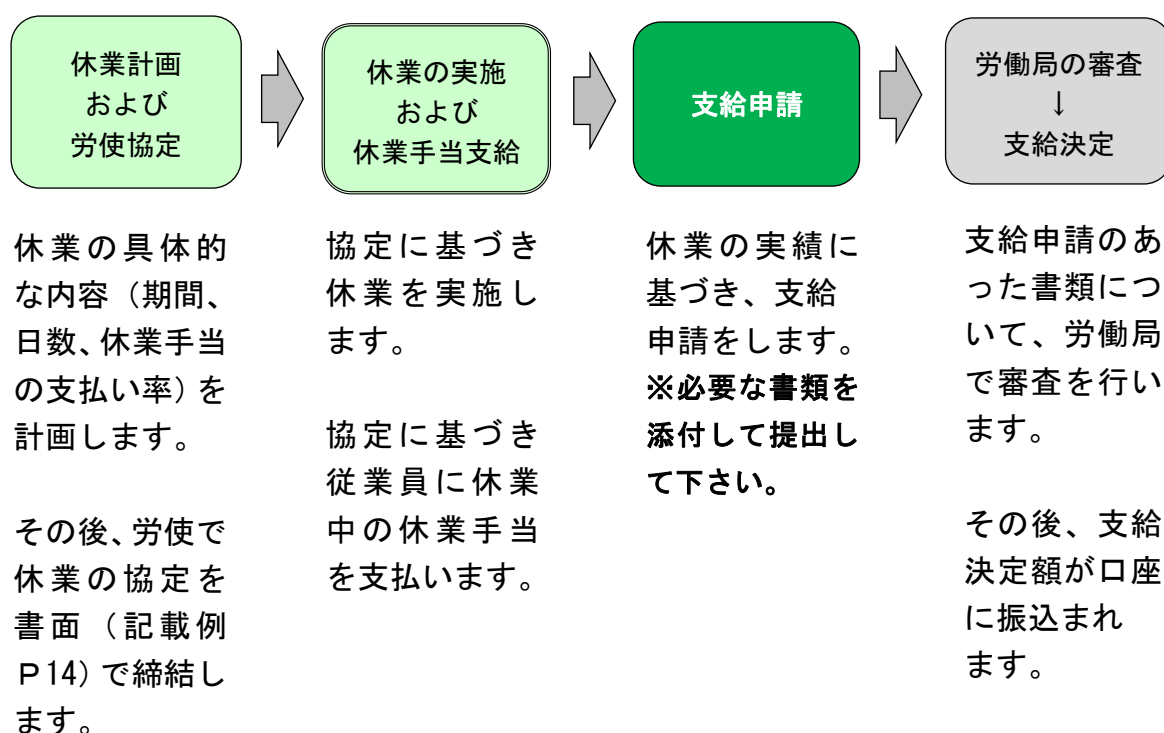 休業計画
および
労使協定
休業の実施
および
休業手当支給
支給申請
労働局の審査
↓
支給決定
休業の具体的
な内容（期間、
日数、休業手当
の支払い率）を
計画します。
その後、労使で
休業の協定を
書面（記載例
Ｐ14）で締結し
ます。
協定に基づき
休業を実施し
ます。
協定に基づき
従業員に休業
中の休業手当
を支払います。
休業の実績に
基づき、支給
申請をします。
※必要な書類を
添付して提出し
て下さい。
支給申請のあ
った書類につ
いて、労働局
で審査を行い
ます。
その後、支給
決定額が口座
に振込まれ
ます。